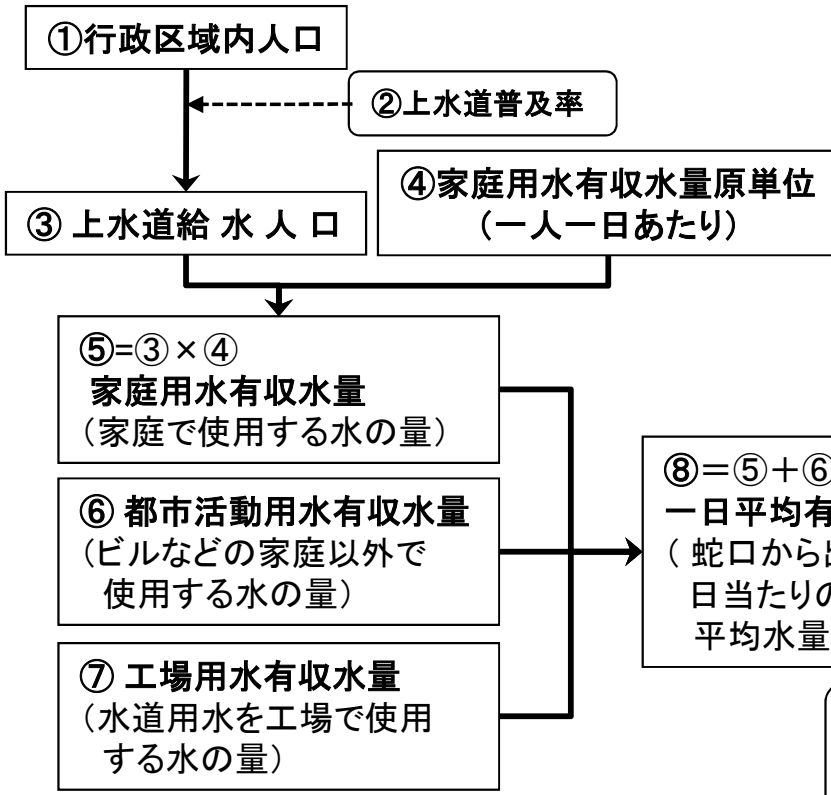 ①行政区域内人口
②上水道普及率
③ 上水道給 水 人 口
④家庭用水有収水量原単位
(一人一日あたり)
⑤=③×④
家庭用水有収水量
(家庭で使用する水の量)
⑥ 都市活動用水有収水量
(ビルなどの家庭以外で
使用する水の量)
⑦ 工場用水有収水量
(水道用水を工場で使用
する水の量)
⑧=⑤+⑥
一日平均有
( 蛇口から
日当たりの
平均水量